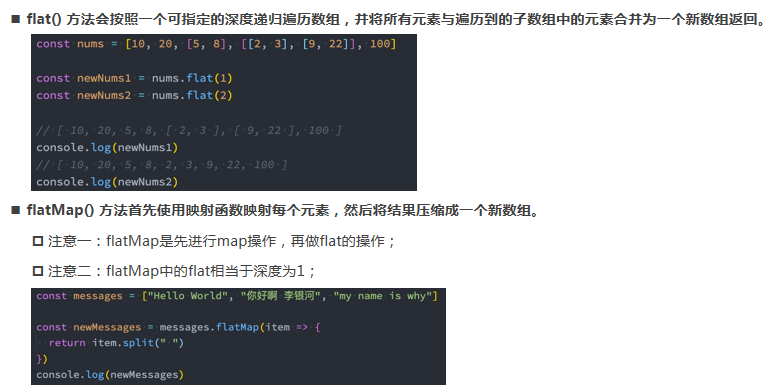 ■ flat() 方法会按照一个可指定的深度递归遍历数组，并将所有元素与遍历到的子数组中的元素合并为一个新数组返回。
const nums = [10, 20, [5, 8], [[2, 3], [9, 22]], 100]
const newNums1 = nums.flat(1)
const newNums2 = nums.flat(2)
// [ 10, 20, 5, 8, [ 2, 3 ], [ 9, 22 ], 100 ]
console.log(newNums1)
// [ 10, 20, 5, 8, 2, 3, 9, 22, 100 ]
console.log(newNums2)
■ flatMap() 方法首先使用映射函数映射每个元素，然后将结果压缩成一个新数组。
注意一：flatMap是先进行map操作，再做flat的操作；
注意二：flatMap中的flat相当于深度为1；
const messages = ["Hello World", "你好啊 李银河", "my name is why"]
const newMessages = messages.flatMap(item => {
return item.split(" ")
})
console.log(newMessages)